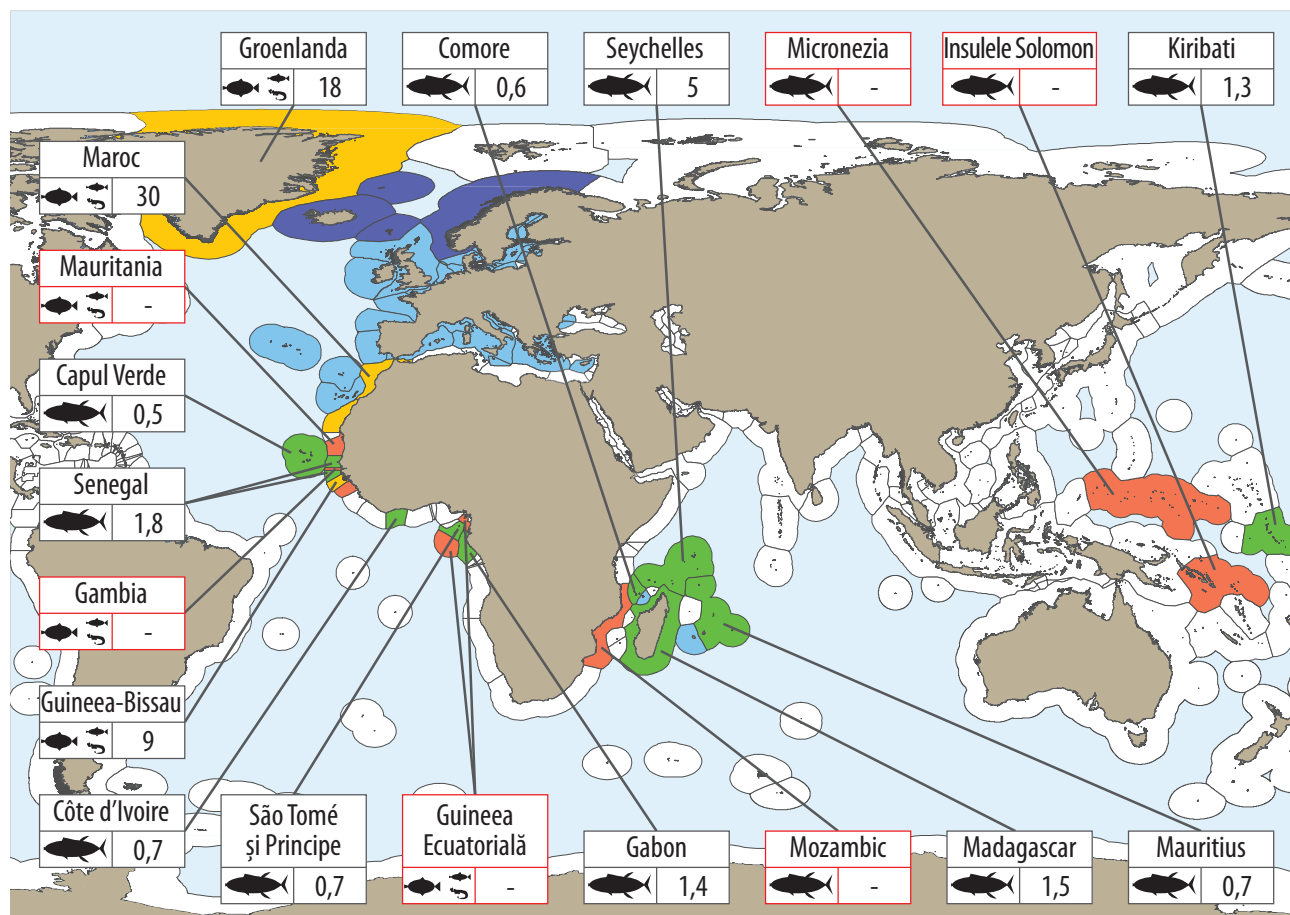 Groenlanda
18
Comore
0,6
Seychelles
5
Micronezia
-
Insulele Solomon
-
Kiribati
1,3
Maroc
30
Mauritania
-
Capul Verde
0,5
Senegal
1,8
Gambia
-
Guineea-Bissau
9
Côte d’Ivoire
0,7
São Tomé
și Principe
0,7
Guineea
Ecuatorială
-
Gabon
1,4
Mozambic
-
Madagascar
1,5
Mauritius
0,7